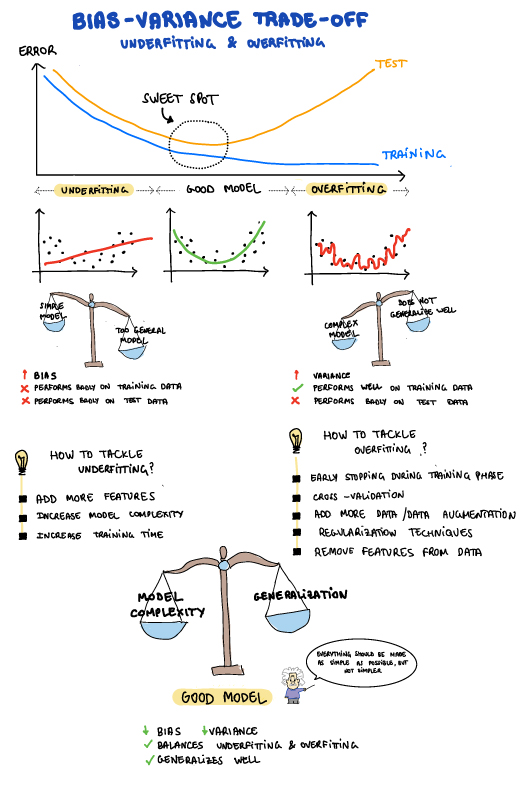 BIAS-VARIANCE TRADE-OFF
UNDERFITTING & OVERFITTING
ERROR
TEST
SWEET SPOT
TRAINING
UNDERFITTING
GOOD MODEL
OVERFITTING
SIMPLE
MODEL
TOO GENERAL
MODEL
DOES NOT
GENERALIZE WELL
COMPLEX
MODEL
↑ BIAS
✗ PERFORMS BADLY ON TRAINING DATA
✗ PERFORMS BADLY ON TEST DATA
↑ VARIANCE
✓ PERFORMS WELL ON TRAINING DATA
✗ PERFORMS BADLY ON TEST DATA
HOW TO TACKLE
UNDERFITTING?
ADD MORE FEATURES
INCREASE MODEL COMPLEXITY
INCREASE TRAINING TIME
HOW TO TACKLE
OVERFITTING ?
EARLY STOPPING DURING TRAINING PHASE
CROSS-VALIDATION
ADD MORE DATA/DATA AUGMENTATION
REGULARIZATION TECHNIQUES
REMOVE FEATURES FROM DATA
MODEL
COMPLEXITY
GENERALIZATION
EVERYTHING SHOULD BE MADE
AS SIMPLE AS POSSIBLE, BUT
NOT SIMPLER
GOOD MODEL
↓ BIAS ↓ VARIANCE
✓ BALANCES UNDERFITTING & OVERFITING
✓ GENERALIZES WELL